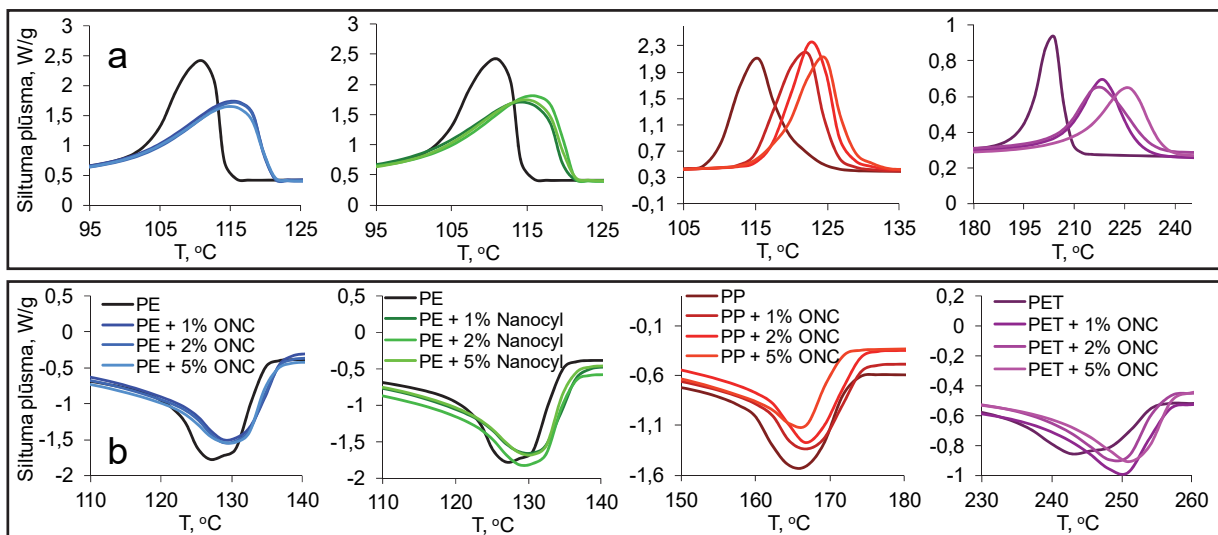 a
Siltuma plūsma, W/g
3
2,5
2
1,5
1
0,5
0
95 105 115 125
T, °C
3
2,5
2
1,5
1
0,5
0
95 105 115 125
T, °C
2,3
1,9
1,5
1,1
0,7
0,3
-0,1
105 115 125 135
T, °C
1
0,8
0,6
0,4
0,2
0
180 195 210 225 240
T, °C
b
Siltuma plūsma, W/g
0,5
0
-0,5
-1
-1,5
-2
PE
PE + 1% ONC
PE + 2% ONC
PE + 5% ONC
110 120 130 140
T, °C
0,5
0
-0,5
-1
-1,5
-2
PE
PE + 1% Nanocyl
PE + 2% Nanocyl
PE + 5% Nanocyl
110 120 130 140
T, °C
-0,1
-0,6
-1,1
-1,6
PP
PP + 1% ONC
PP + 2% ONC
PP + 5% ONC
150 160 170 180
T, °C
0,2
0
-0,2
-0,4
-0,6
-0,8
-1
PET
PET + 1% ONC
PET + 2% ONC
PET + 5% ONC
230 240 250 260
T, °C